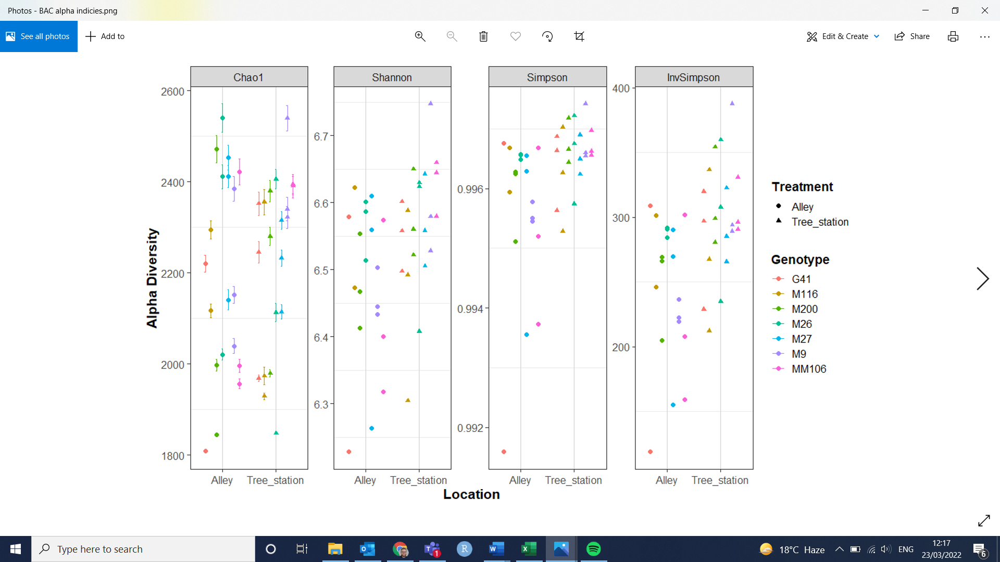 Photos - BAC alpha indicies.png
See all photos
Add to
Edit & Create
Share
Chao1
Shannon
Simpson
InvSimpson
2600
2400
2200
2000
1800
6.7
6.6
6.5
6.4
6.3
0.996
0.994
0.992
400
300
200
Alpha Diversity
Alley Tree_station
Alley Tree_station
Alley Tree_station
Alley Tree_station
Location
Treatment
Alley
Tree_station
Genotype
G41
M116
M200
M26
M27
M9
MM106
Type here to search
1
R
18°C Haze
ENG
12:17
23/03/2022
6